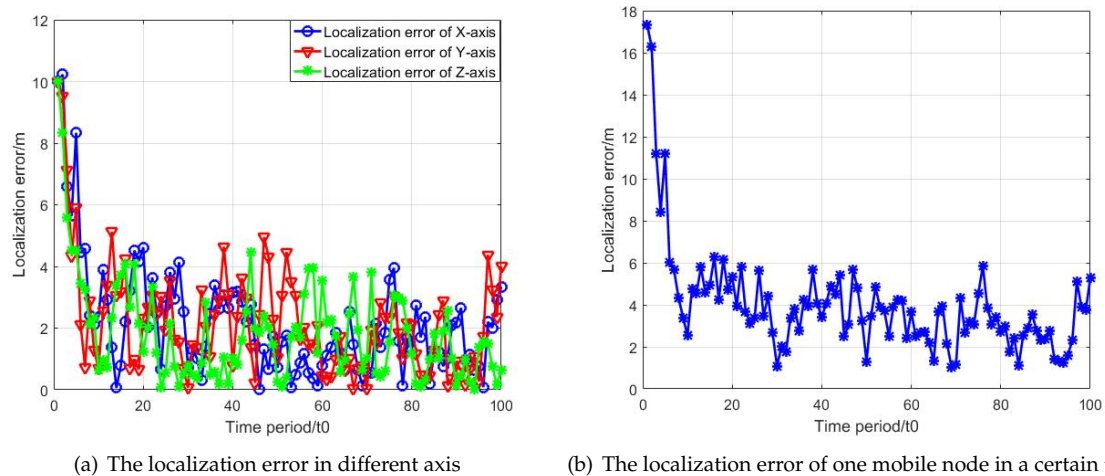 12
10
8
6
4
2
0
0 20 40 60 80 100
Localization error/m
Time period/t0
Localization error of X-axis
Localization error of Y-axis
Localization error of Z-axis
(a) The localization error in different axis
18
16
14
12
10
8
6
4
2
0
0 20 40 60 80 100
Localization error/m
Time period/t0
(b) The localization error of one mobile node in a certain